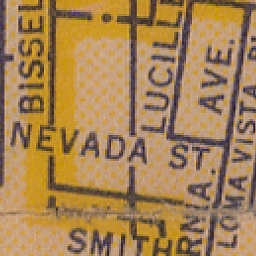 BISSEL
LUCILLE
AVE.
NEVADA ST
LOMA VISTA
RNIA.
SMITH